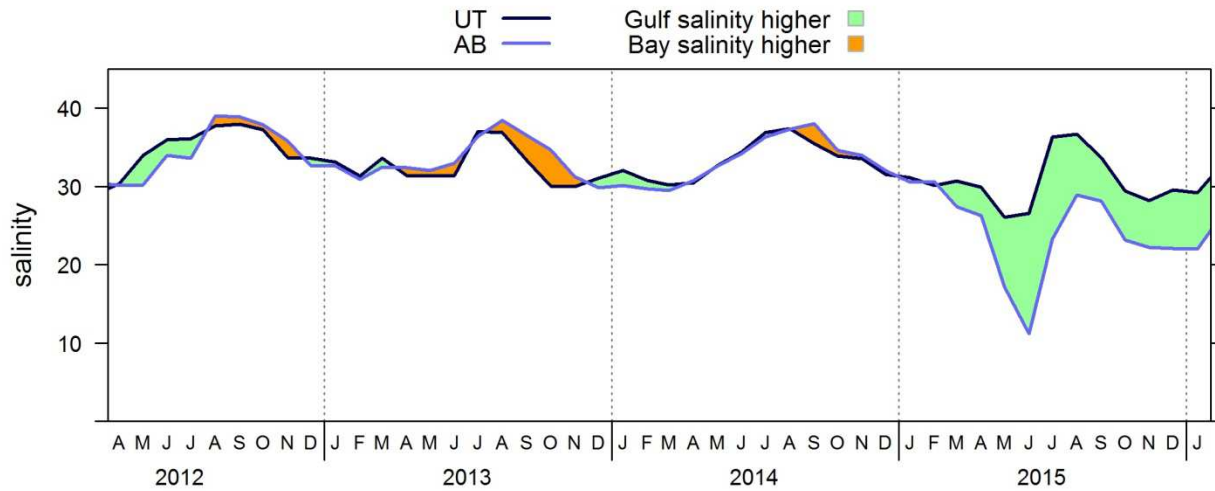 UT Gulf salinity higher
AB Bay salinity higher
salinity
40
30
20
10
A M J J A S O N D J F M A M J J A S O N D J F M A M J J A S O N D J F M A M J J A S O N D J
2012 2013 2014 2015